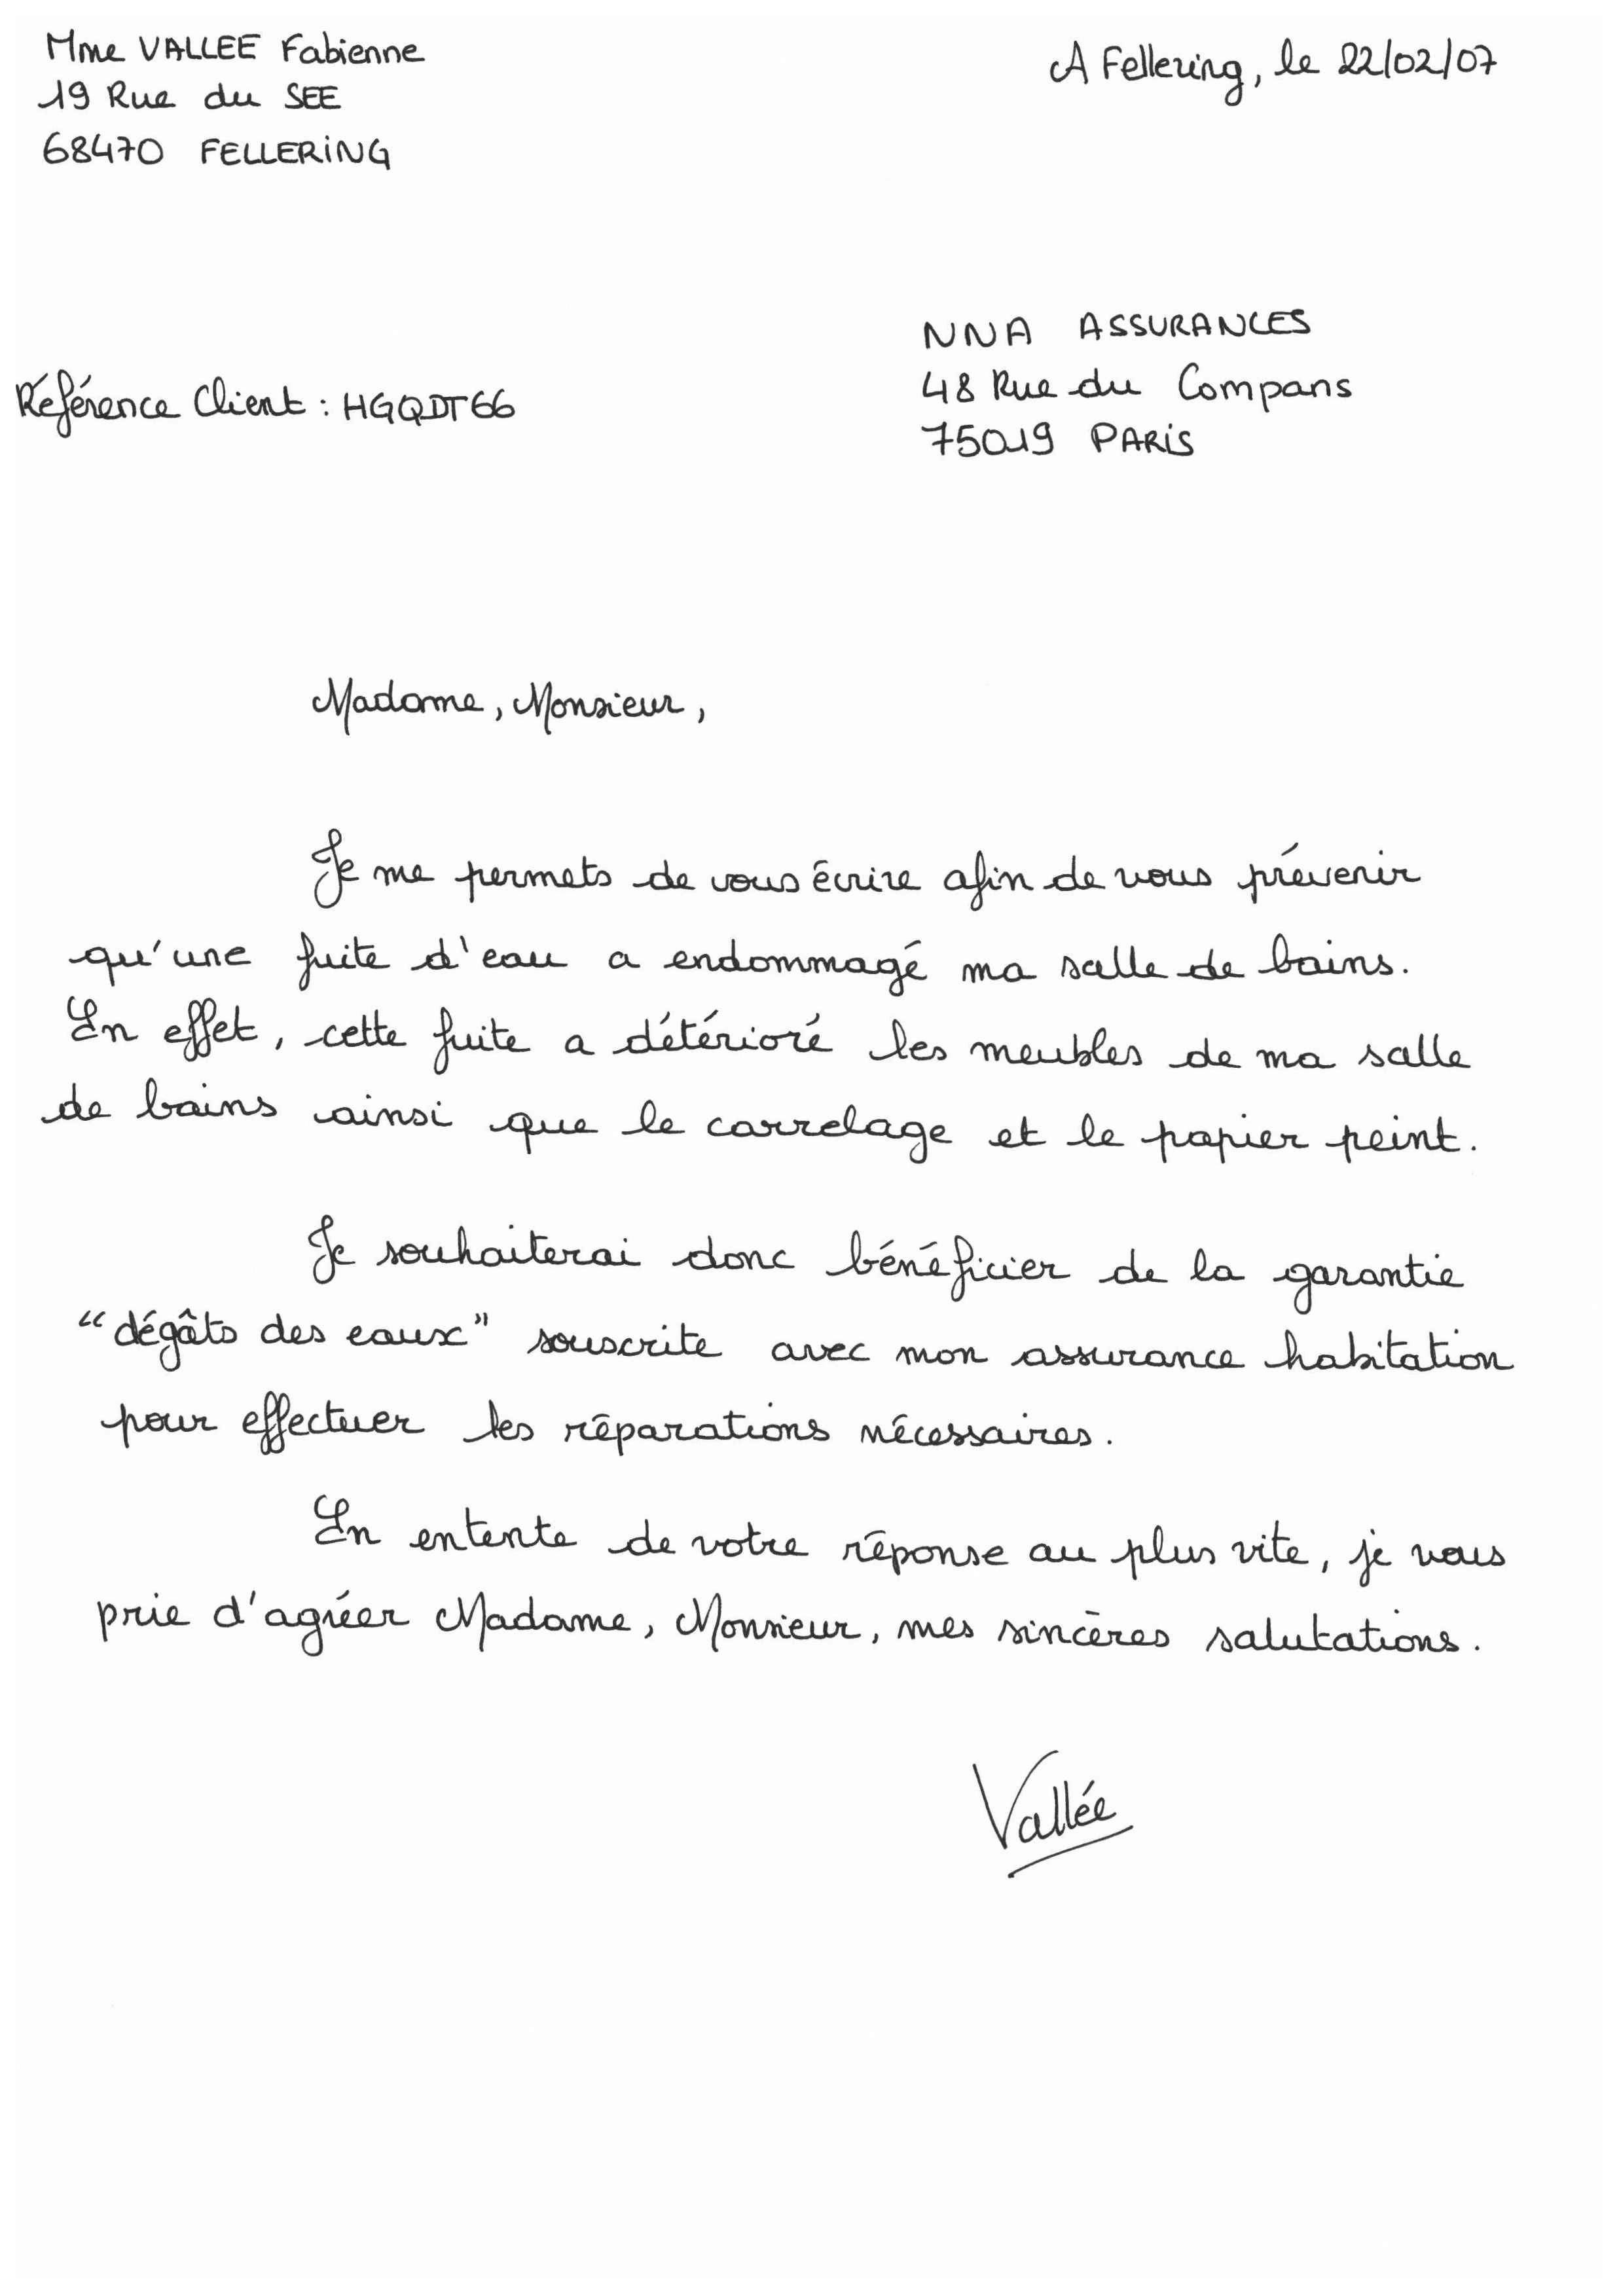 Mme VALLEE Fabienne
19 Rue du SEE
68470 FELLERING
A Fellering, le 22/02/07
NNA ASSURANCES
48 Rue du Compans
75019 PARIS
Référence Client : HGQDT66
Madame, Monsieur,
Je me permets de vous écrire afin de vous prévenir
qu'une fuite d'eau a endommagé ma salle de bains.
En effet, cette fuite a détérioré les meubles de ma salle
de bains ainsi que le carrelage et le papier peint.
Je souhaiterai donc bénéficier de la garantie
"dégâts des eaux" souscrite avec mon assurance habitation
pour effectuer les réparations nécessaires.
En entente de votre réponse au plus vite, je vous
prie d'agréer Madame, Monsieur, mes sincères salutations.
Vallée